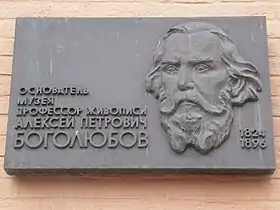 ОСНОВАТЕЛЬ
МУЗЕЯ
ПРОФЕССОР ЖИВОПИСИ
АЛЕКСЕЙ ПЕТРОВИЧ
БОГОЛЮБОВ
1824
1896